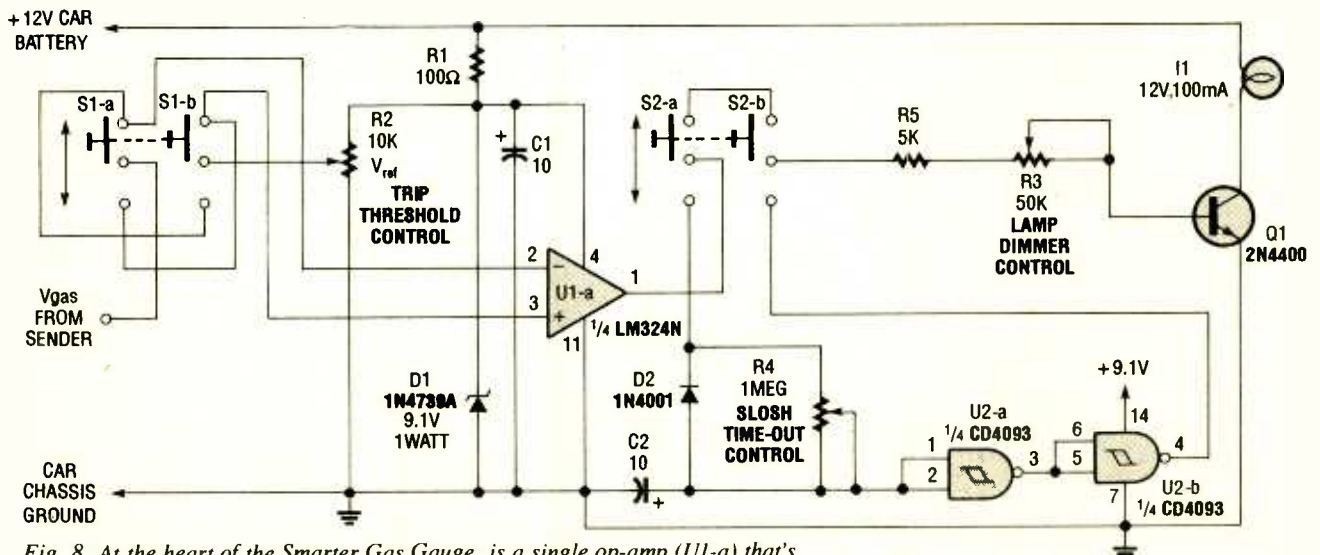 +12V CAR
BATTERY
R1
100Ω
I1
12V,100mA
S1-a
S1-b
R2
10K
Vref
TRIP
THRESHOLD
CONTROL
+
C1
10
S2-a
S2-b
R5
5K
R3
50K
LAMP
DIMMER
CONTROL
Q1
2N4400
Vgas
FROM
SENDER
2
−
4
U1-a
1
3
+
11
1/4 LM324N
D1
1N4739A
9.1V
1WATT
D2
1N4001
R4
1MEG
SLOSH
TIME-OUT
CONTROL
C2
10
+
+9.1V
U2-a
1/4 CD4093
1
2
3
14
6
5
4
7
U2-b
1/4 CD4093
CAR
CHASSIS
GROUND
Fig. 8. At the heart of the Smarter Gas Gauge, is a single op-amp (U1-a) that's